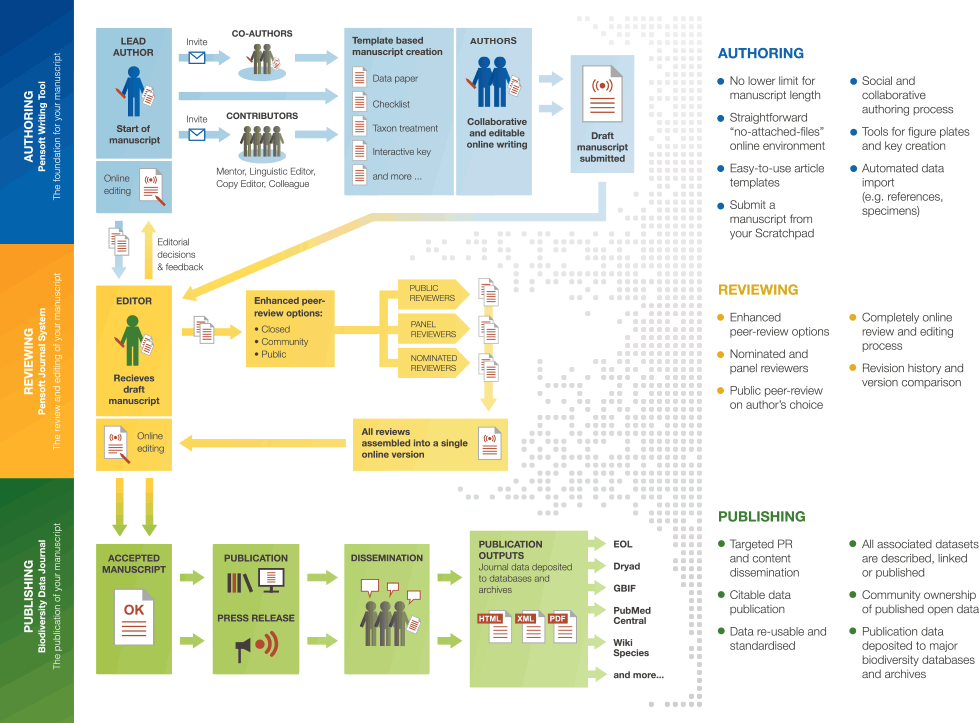 AUTHORING
Pensoft Writing Tool
The foundation for your manuscript
LEAD
AUTHOR
Start of
manuscript
Online
editing
Invite
Invite
CO-AUTHORS
CONTRIBUTORS
Mentor, Linguistic Editor,
Copy Editor, Colleague
Template based
manuscript creation
Data paper
Checklist
Taxon treatment
Interactive key
and more ...
AUTHORS
Collaborative
and editable
online writing
Draft
manuscript
submitted
AUTHORING
No lower limit for
manuscript length
Straightforward
“no-attached-files”
online environment
Easy-to-use article
templates
Submit a
manuscript from
your Scratchpad
Social and
collaborative
authoring process
Tools for figure plates
and key creation
Automated data
import
(e.g. references,
specimens)
Editorial
decisions
& feedback
REVIEWING
Pensoft Journal System
The review and editing of your manuscript
EDITOR
Recieves
draft
manuscript
Online
editing
Enhanced peer-
review options:
• Closed
• Community
• Public
PUBLIC
REVIEWERS
PANEL
REVIEWERS
NOMINATED
REVIEWERS
All reviews
assembled into a single
online version
REVIEWING
Enhanced
peer-review options
Nominated and
panel reviewers
Public peer-review
on author’s choice
Completely online
review and editing
process
Revision history and
version comparison
PUBLISHING
Biodiversity Data Journal
The publication of your manuscript
ACCEPTED
MANUSCRIPT
OK
PUBLICATION
PRESS RELEASE
DISSEMINATION
PUBLICATION
OUTPUTS
Journal data deposited
to databases and
archives
HTML XML PDF
EOL
Dryad
GBIF
PubMed
Central
Wiki
Species
and more...
PUBLISHING
Targeted PR
and content
dissemination
Citable data
publication
Data re-usable and
standardised
All associated datasets
are described, linked
or published
Community ownership
of published open data
Publication data
deposited to major
biodiversity databases
and archives